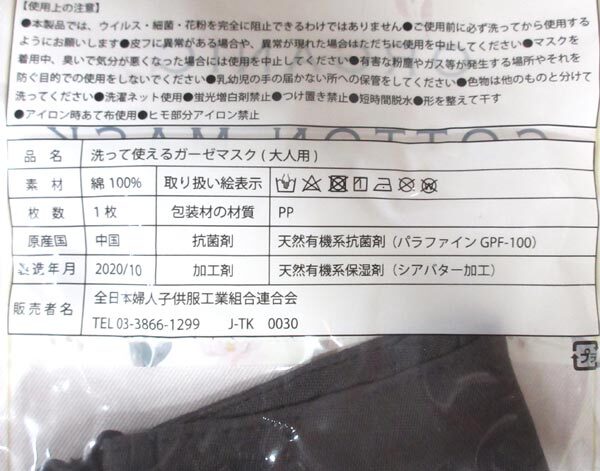 【使用上の注意】
●本製品では、ウイルス・細菌・花粉を完全に阻止できるわけではありません●ご使用前に必ず洗ってから使用する
ようにお願いします●皮フに異常がある場合や、異常が現れた場合はただちに使用を中止してください●マスクを
着用中、臭いで気分が悪くなった場合には使用を中止してください●有害な粉塵やガス等が発生する場所やそれを
防ぐ目的での使用をしないでください●乳幼児の手の届かない所への保管をしてください●色物は他のものと分けて
洗ってください●洗濯ネット使用●蛍光増白剤禁止●つけ置き禁止●短時間脱水●形を整えて干す
●アイロン時あて布使用●ヒモ部分アイロン禁止
COTTON MASK
品 名 洗って使えるガーゼマスク(大人用)
素 材 綿100% 取り扱い絵表示
枚 数 1枚 包装材の材質 PP
原産国 中国 抗菌剤 天然有機系抗菌剤(パラファイン GPF-100)
製造年月 2020/10 加工剤 天然有機系保湿剤(シアバター加工)
販売者名 全日本婦人子供服工業組合連合会
TEL 03-3866-1299 J-TK 0030
プラ